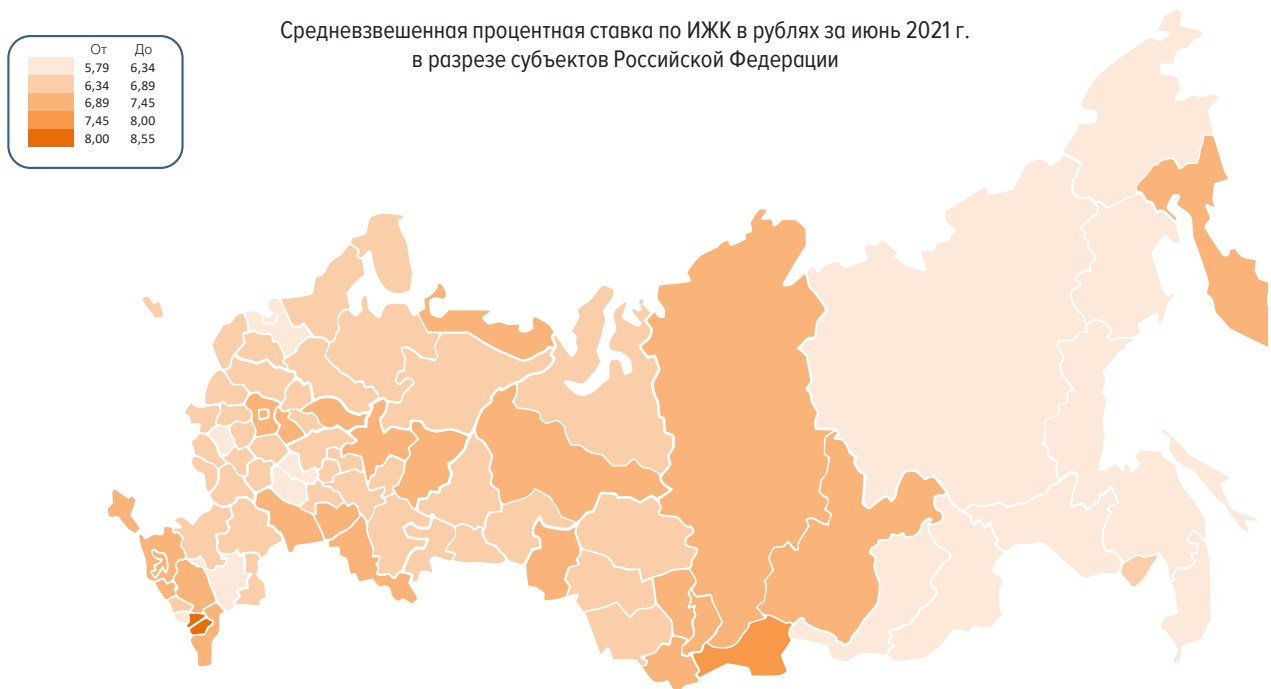 Средневзвешенная процентная ставка по ИЖК в рублях за июнь 2021 г.
в разрезе субъектов Российской Федерации
От До
5,79 6,34
6,34 6,89
6,89 7,45
7,45 8,00
8,00 8,55